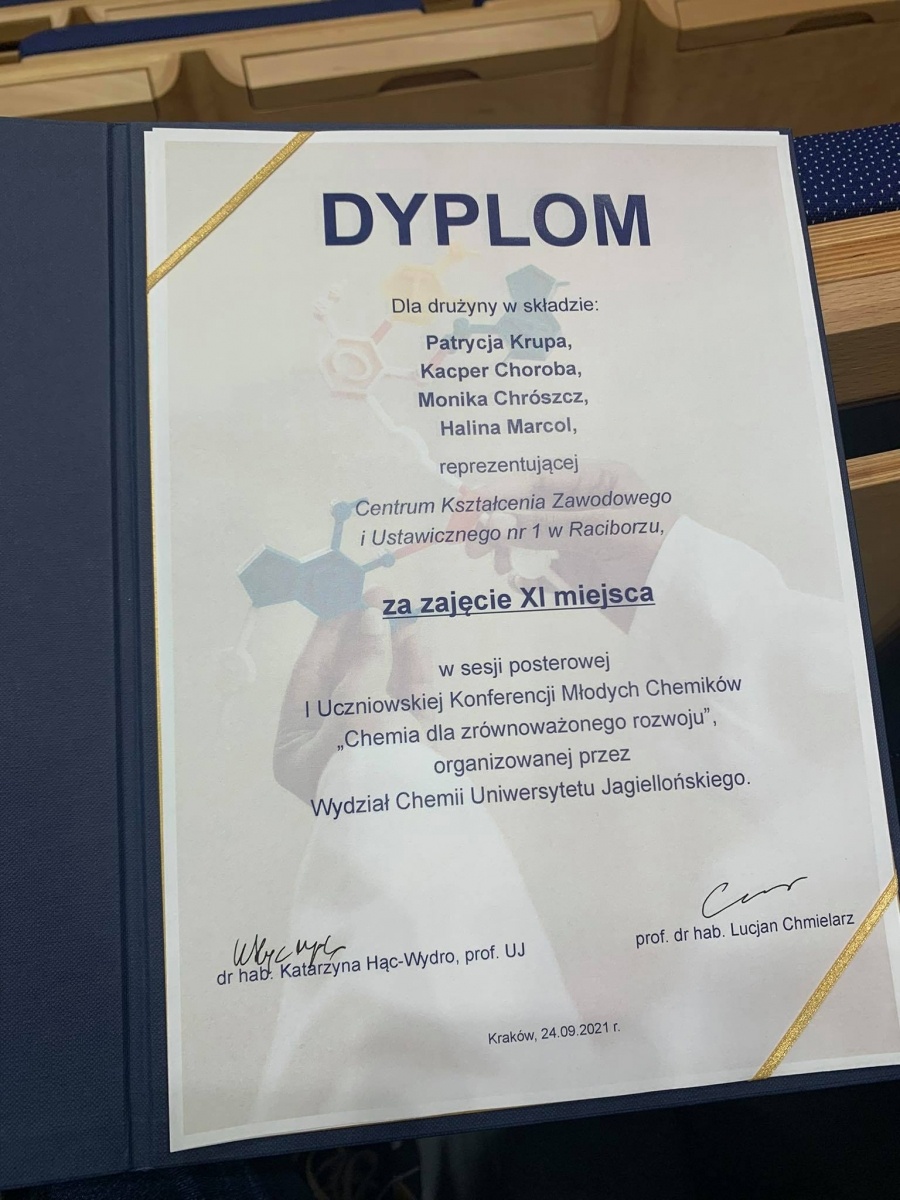 DYPLOM
Dla drużyny w składzie:
Patrycja Krupa,
Kacper Choroba,
Monika Chrószcz,
Halina Marcol,
reprezentującej
Centrum Kształcenia Zawodowego
i Ustawicznego nr 1 w Raciborzu,
za zajęcie XI miejsca
w sesji posterowej
I Uczniowskiej Konferencji Młodych Chemików
„Chemia dla zrównoważonego rozwoju”,
organizowanej przez
Wydział Chemii Uniwersytetu Jagiellońskiego.
dr hab. Katarzyna Hąc-Wydro, prof. UJ
prof. dr hab. Lucjan Chmielarz
Kraków, 24.09.2021 r.